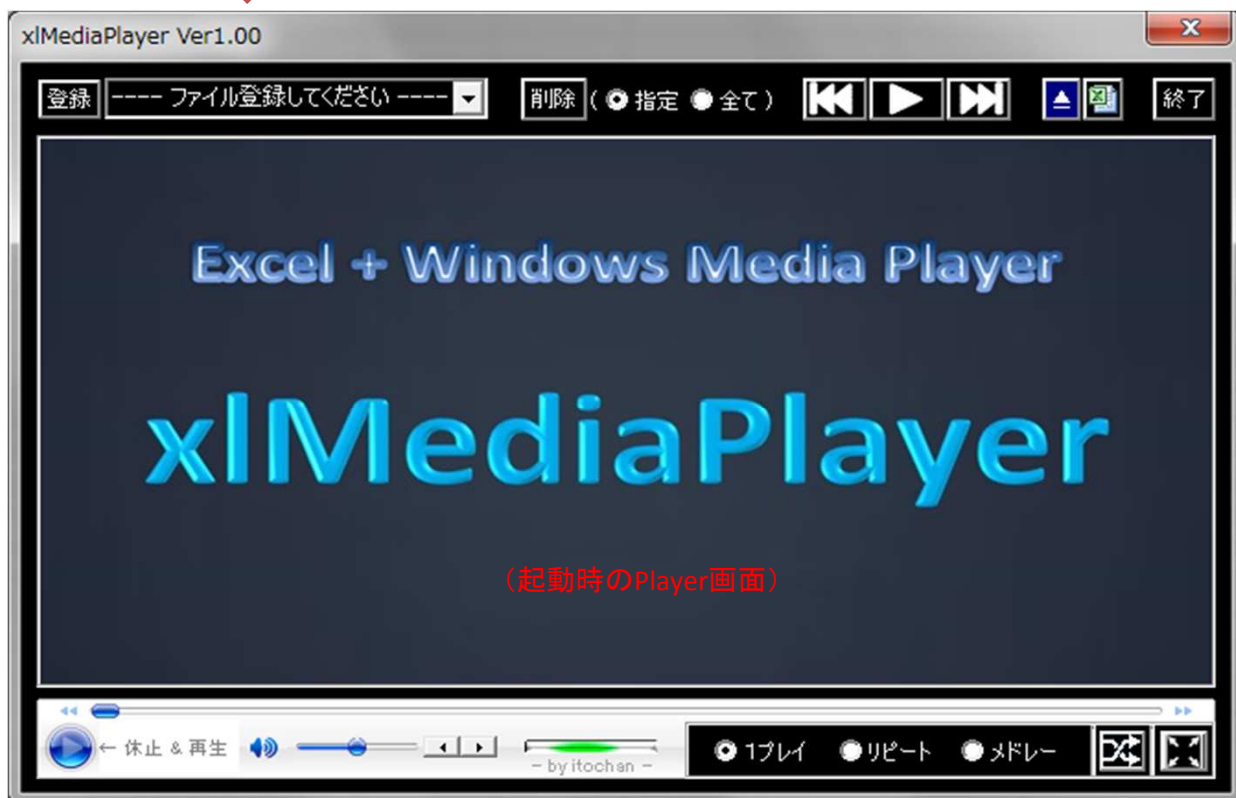 xlMediaPlayer Ver1.00
登録 ---- ファイル登録してください ---- 削除 ( 指定 全て ) 終了
Excel + Windows Media Player
xlMediaPlayer
（起動時のPlayer画面）
← 休止 & 再生
- by itochan -
1プレイ リピート メドレー